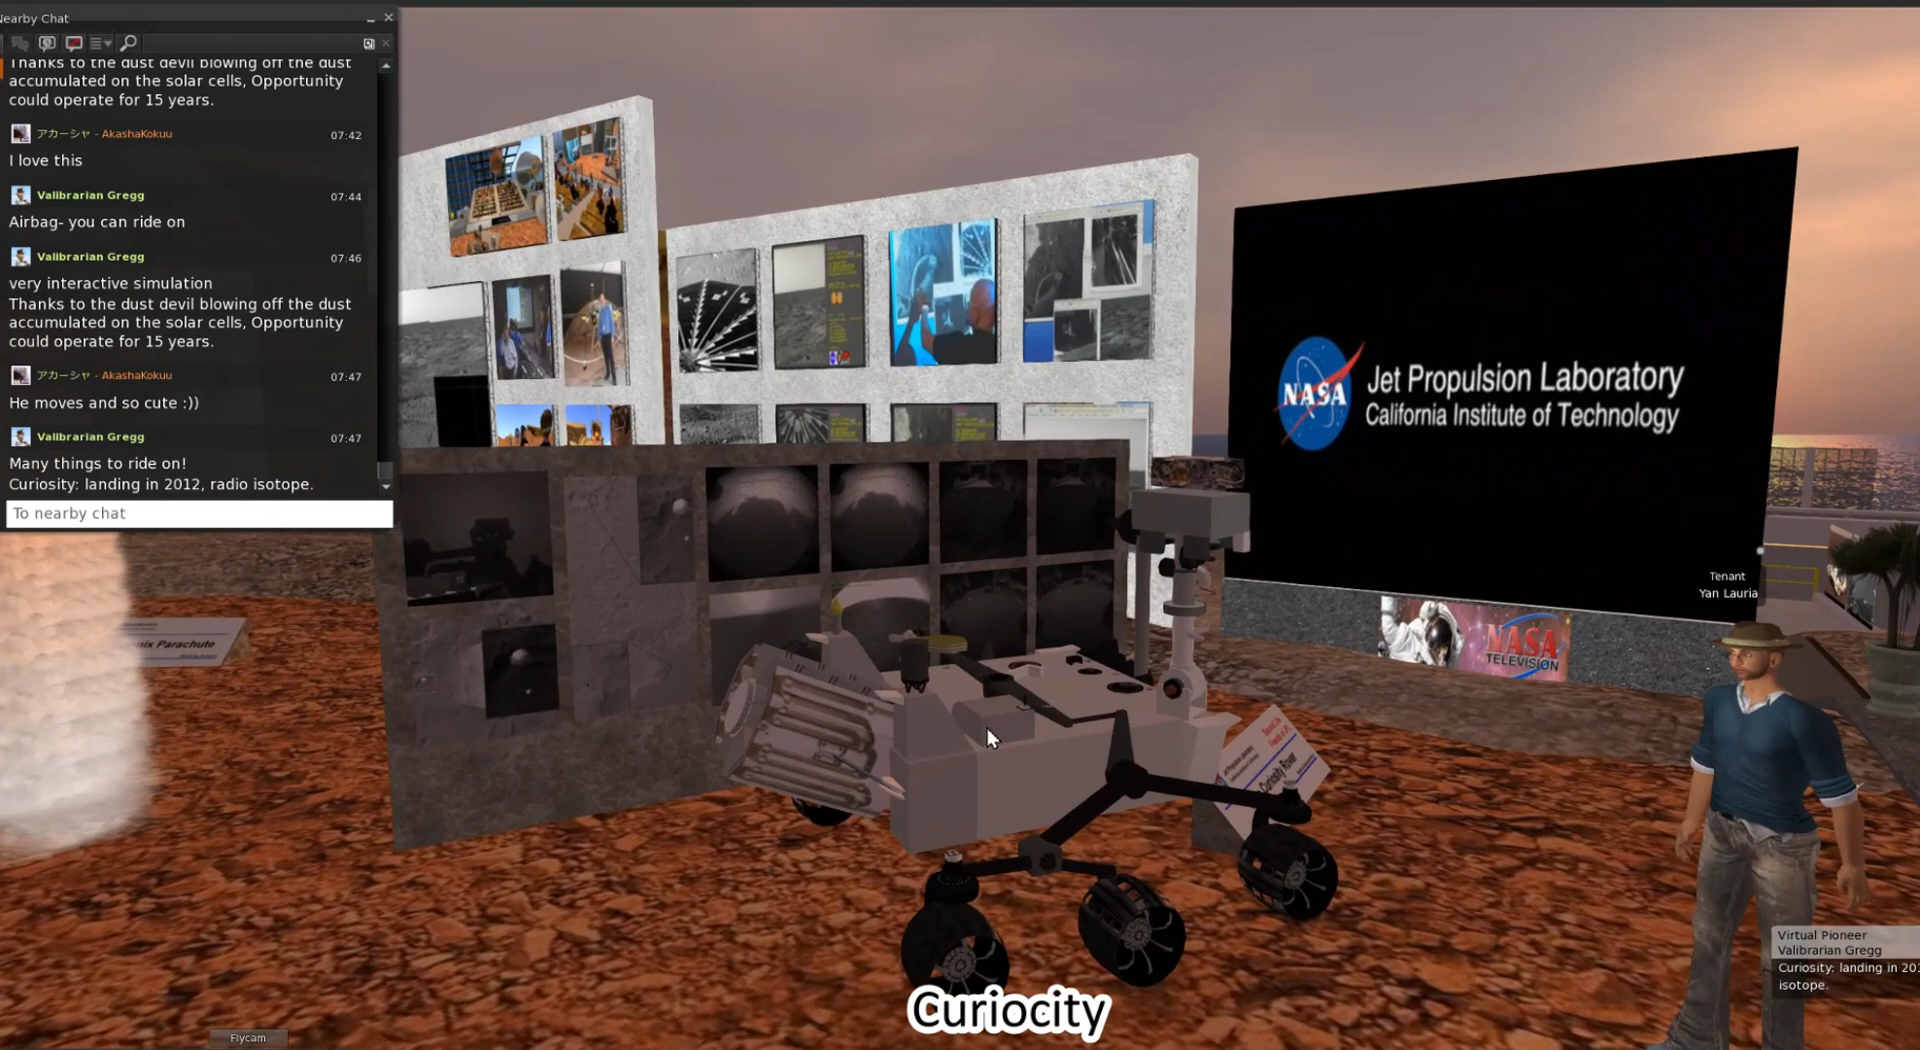 Nearby Chat
Thanks to the dust devil blowing off the dust
accumulated on the solar cells, Opportunity
could operate for 15 years.
アカーシャ - AkashaKokuu 07:42
I love this
Valibrarian Gregg 07:44
Airbag- you can ride on
Valibrarian Gregg 07:46
very interactive simulation
Thanks to the dust devil blowing off the dust
accumulated on the solar cells, Opportunity
could operate for 15 years.
アカーシャ - AkashaKokuu 07:47
He moves and so cute :))
Valibrarian Gregg 07:47
Many things to ride on!
Curiosity: landing in 2012, radio isotope.
To nearby chat
NASA
Jet Propulsion Laboratory
California Institute of Technology
Tenant
Yan Lauria
NASA
TELEVISION
nix Parachute
Curiosity Rover
Virtual Pioneer
Valibrarian Gregg
Curiosity: landing in 201
isotope.
Curiocity
Flycam